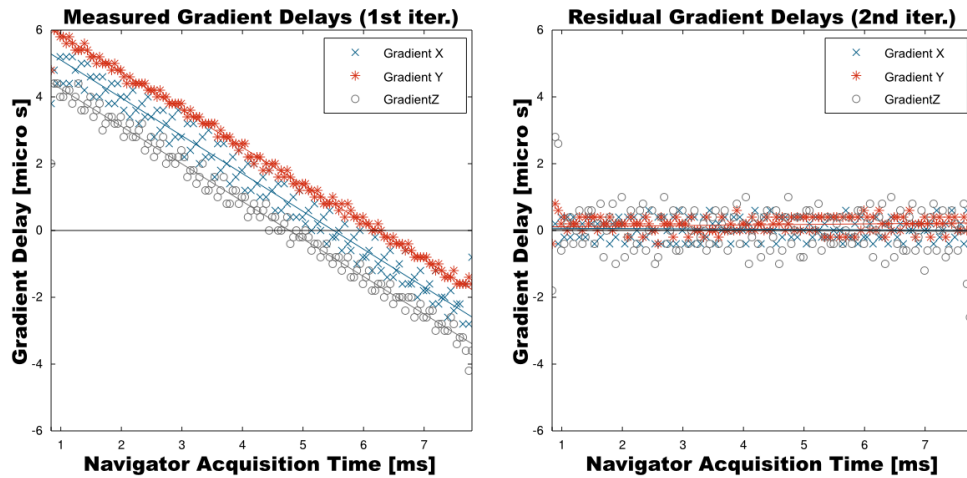 Measured Gradient Delays (1st iter.)
Gradient Delay [micro s]
6
4
2
0
-2
-4
-6
Gradient X
Gradient Y
GradientZ
1 2 3 4 5 6 7
Navigator Acquisition Time [ms]
Residual Gradient Delays (2nd iter.)
Gradient Delay [micro s]
6
4
2
0
-2
-4
-6
Gradient X
Gradient Y
GradientZ
1 2 3 4 5 6 7
Navigator Acquisition Time [ms]